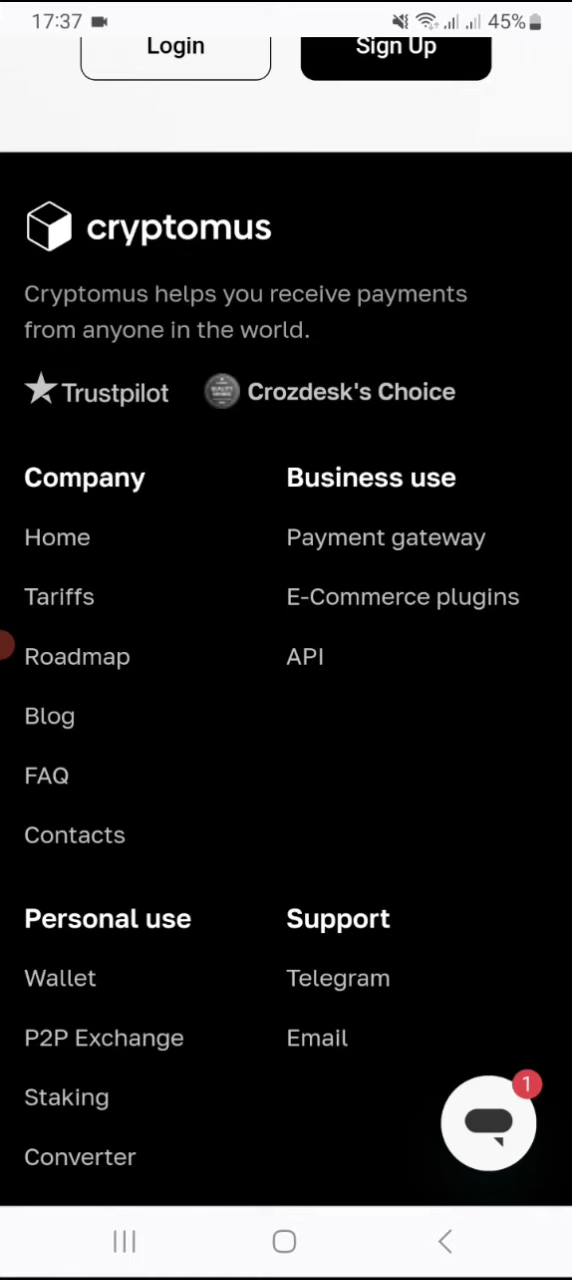 17:37
45%
Login
Sign Up
cryptomus
Cryptomus helps you receive payments
from anyone in the world.
Trustpilot
Crozdesk's Choice
Company
Home
Tariffs
Roadmap
Blog
FAQ
Contacts
Business use
Payment gateway
E-Commerce plugins
API
Personal use
Wallet
P2P Exchange
Staking
Converter
Support
Telegram
Email
1